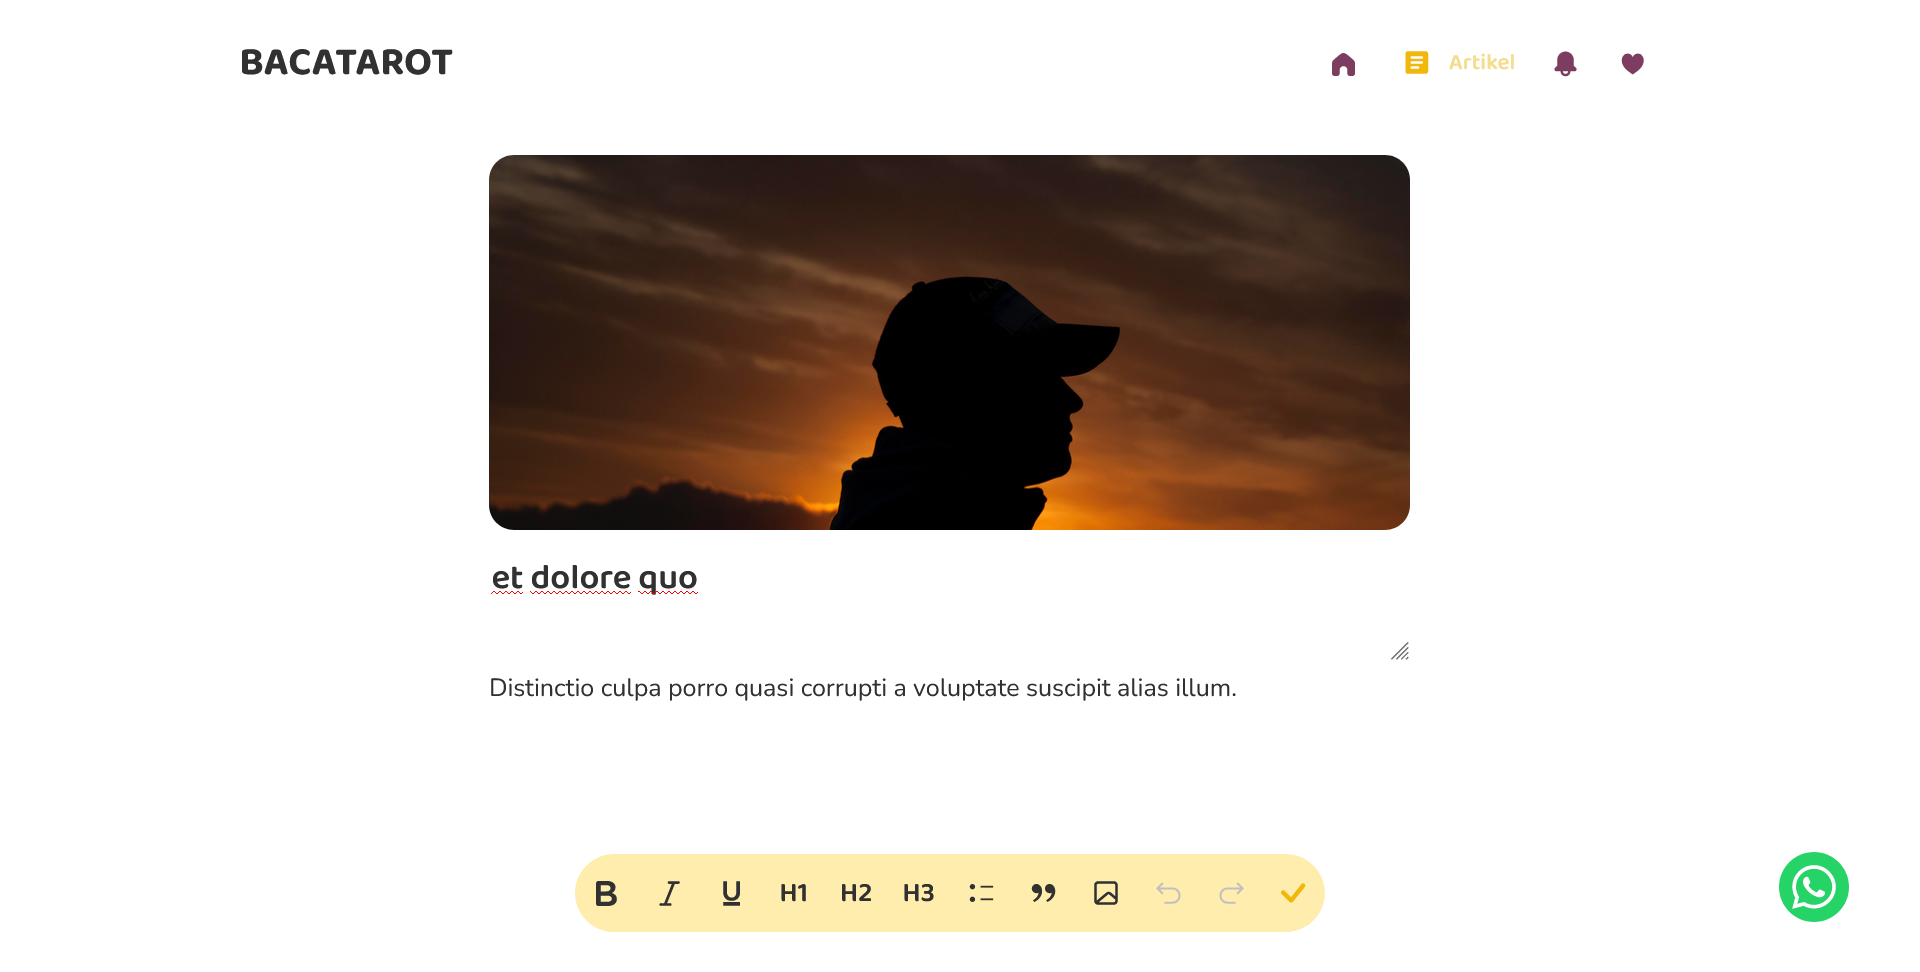 BACATAROT
Artikel
et dolore quo
Distinctio culpa porro quasi corrupti a voluptate suscipit alias illum.
B I U H1 H2 H3